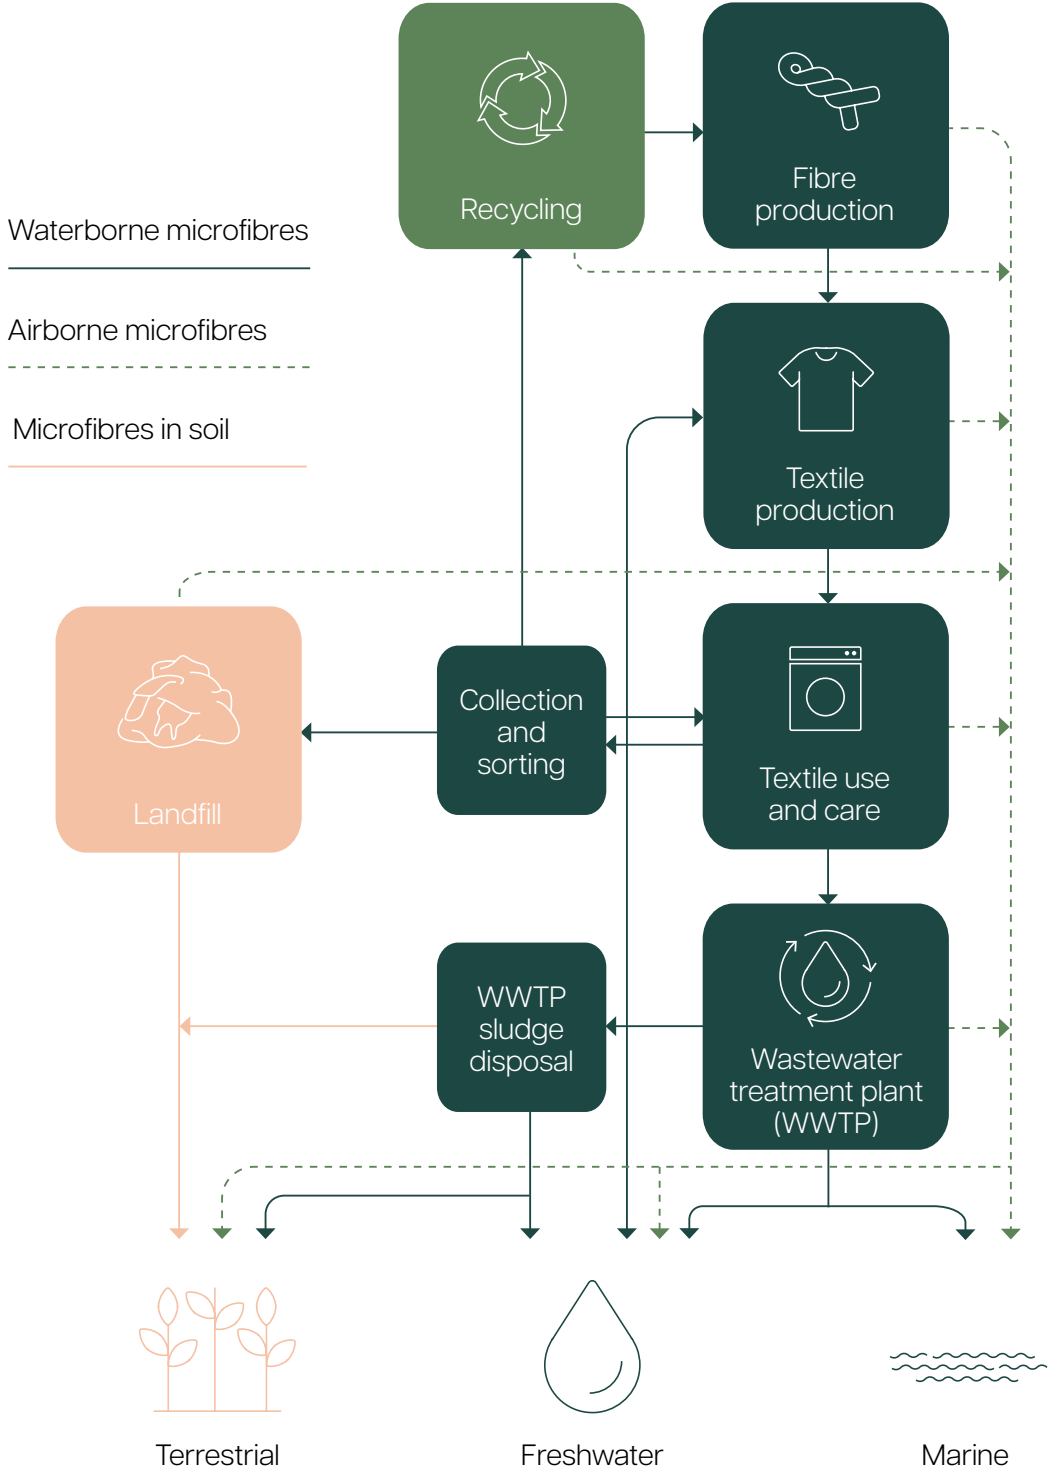 Waterborne microfibres
Airborne microfibres
Microfibres in soil
Recycling
Fibre
production
Textile
production
Landfill
Collection
and
sorting
Textile use
and care
WWTP
sludge
disposal
Wastewater
treatment plant
(WWTP)
Terrestrial
Freshwater
Marine